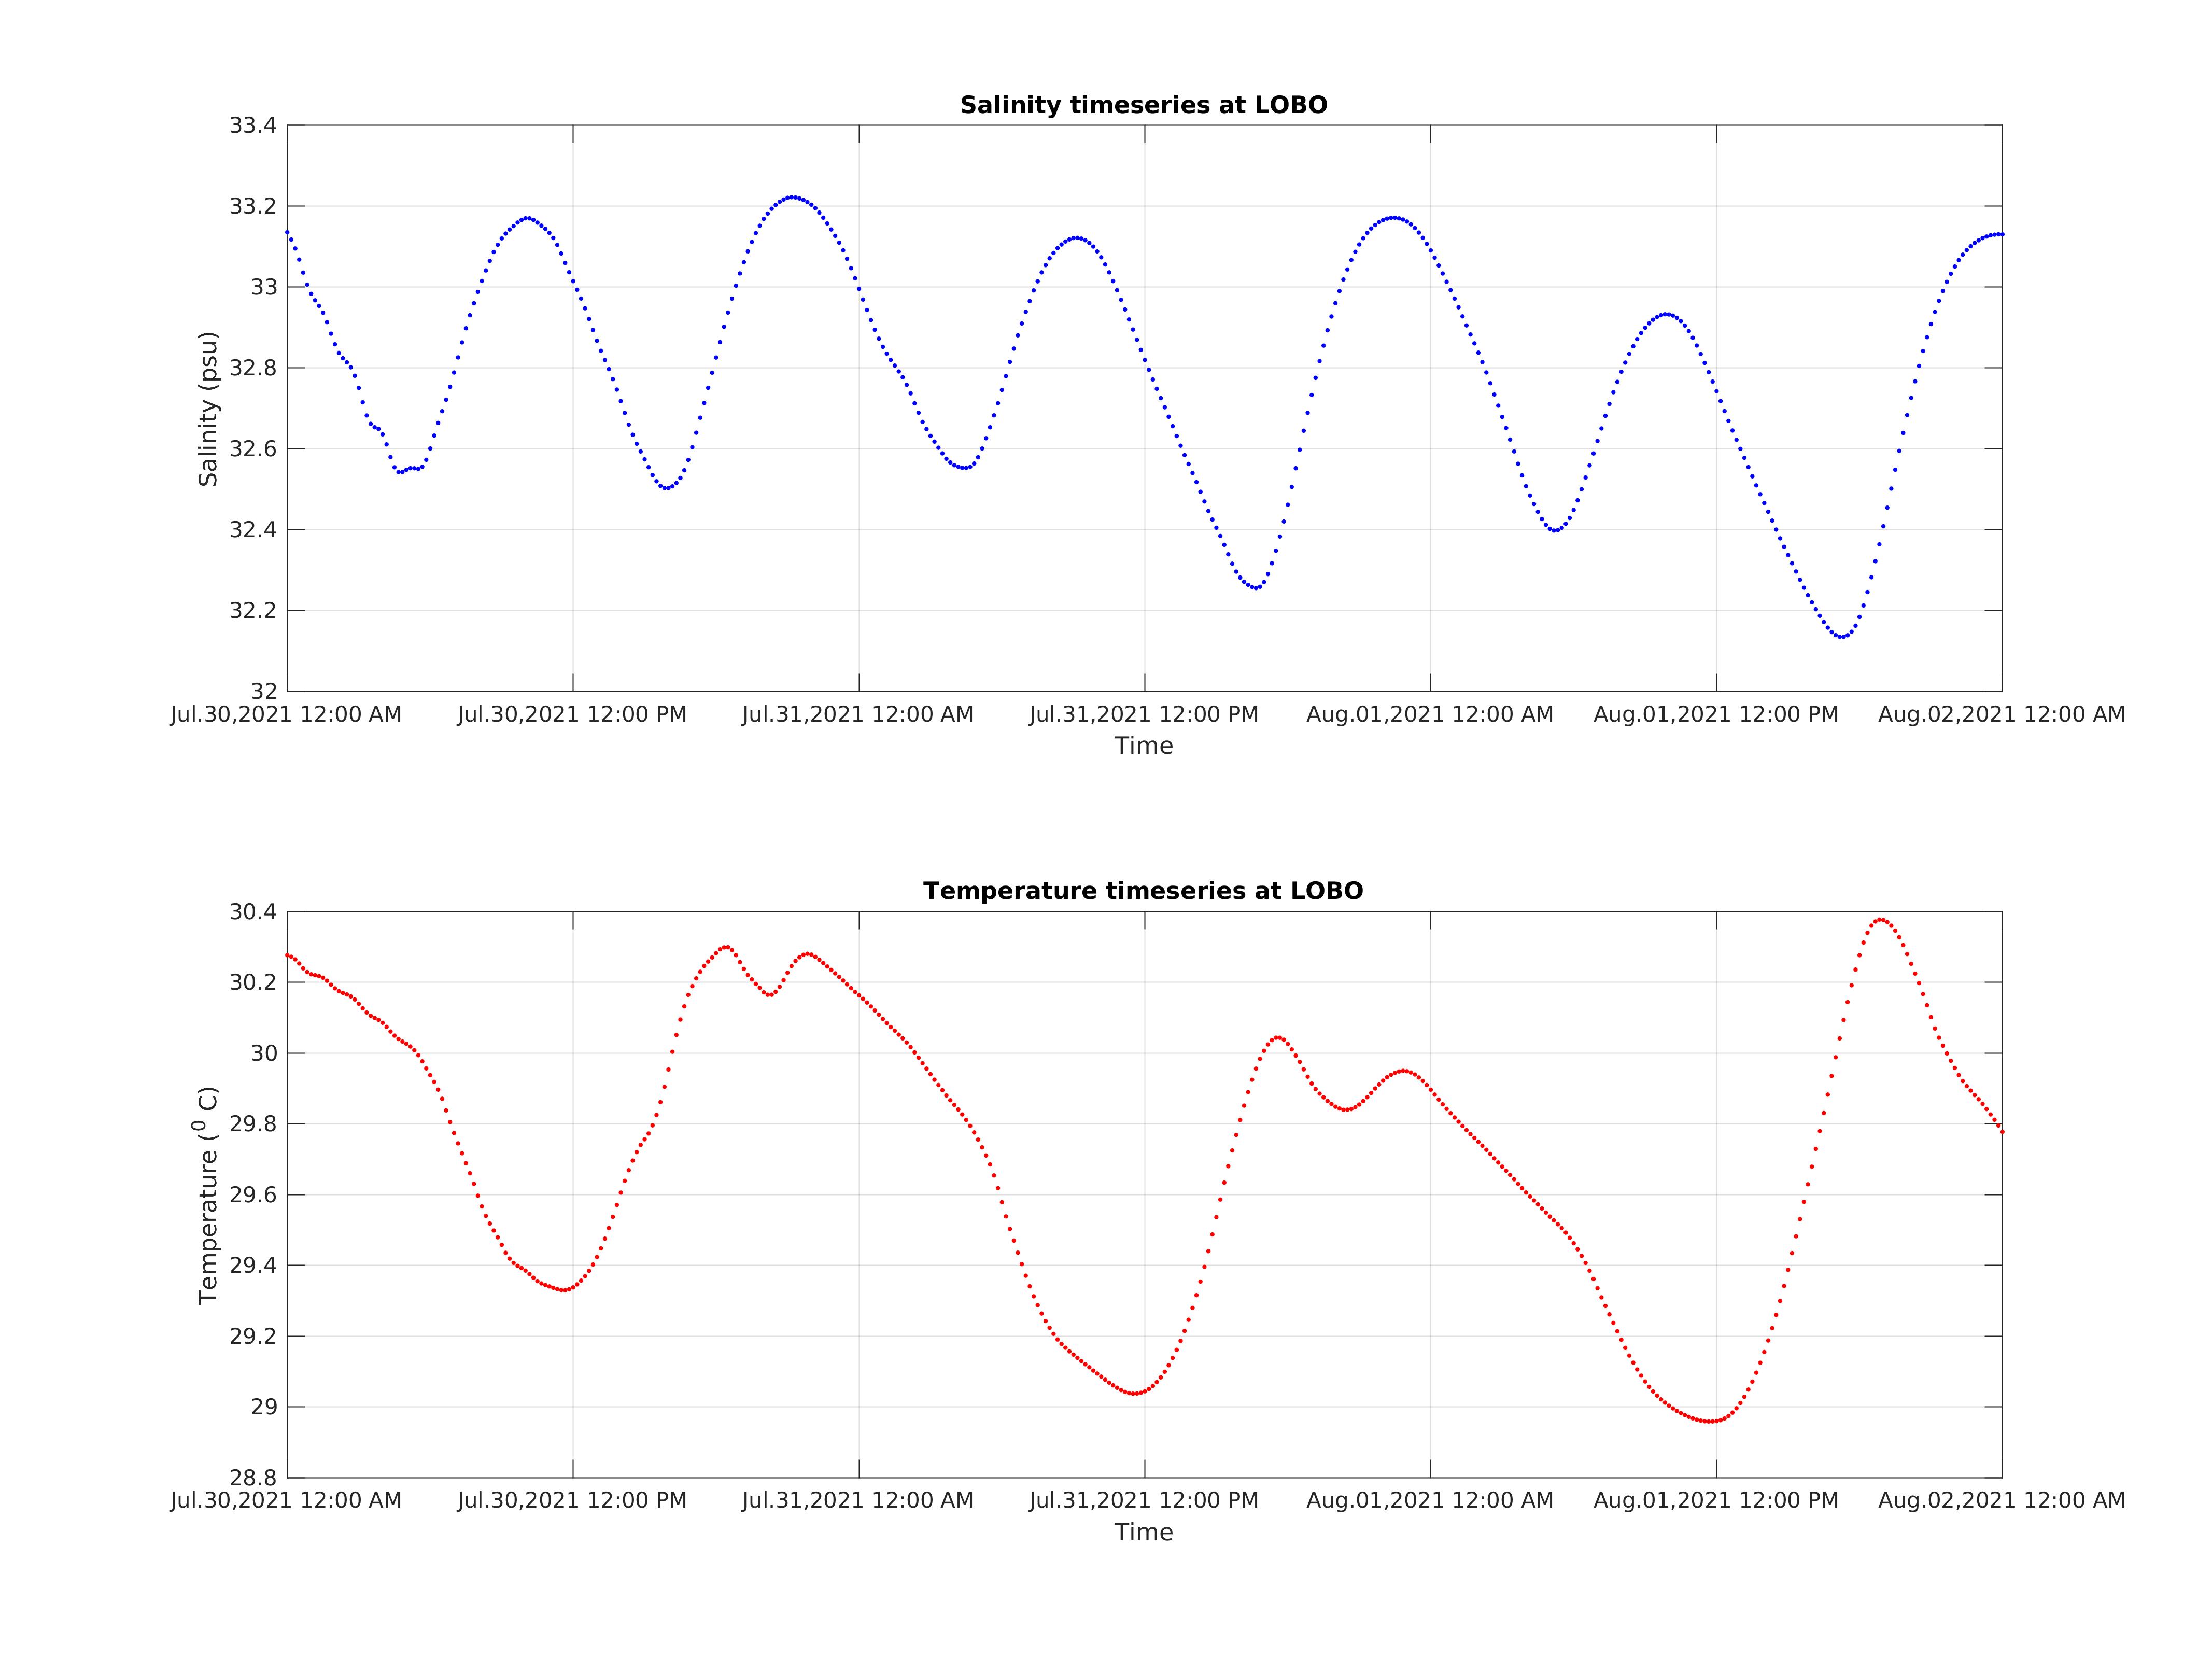 Salinity timeseries at LOBO
33.4
33.2
33
32.8
32.6
32.4
32.2
32
Salinity (psu)
Jul.30,2021 12:00 AM Jul.30,2021 12:00 PM Jul.31,2021 12:00 AM Jul.31,2021 12:00 PM Aug.01,2021 12:00 AM Aug.01,2021 12:00 PM Aug.02,2021 12:00 AM
Time
Temperature timeseries at LOBO
30.4
30.2
30
29.8
29.6
29.4
29.2
29
28.8
Temperature (⁰ C)
Jul.30,2021 12:00 AM Jul.30,2021 12:00 PM Jul.31,2021 12:00 AM Jul.31,2021 12:00 PM Aug.01,2021 12:00 AM Aug.01,2021 12:00 PM Aug.02,2021 12:00 AM
Time